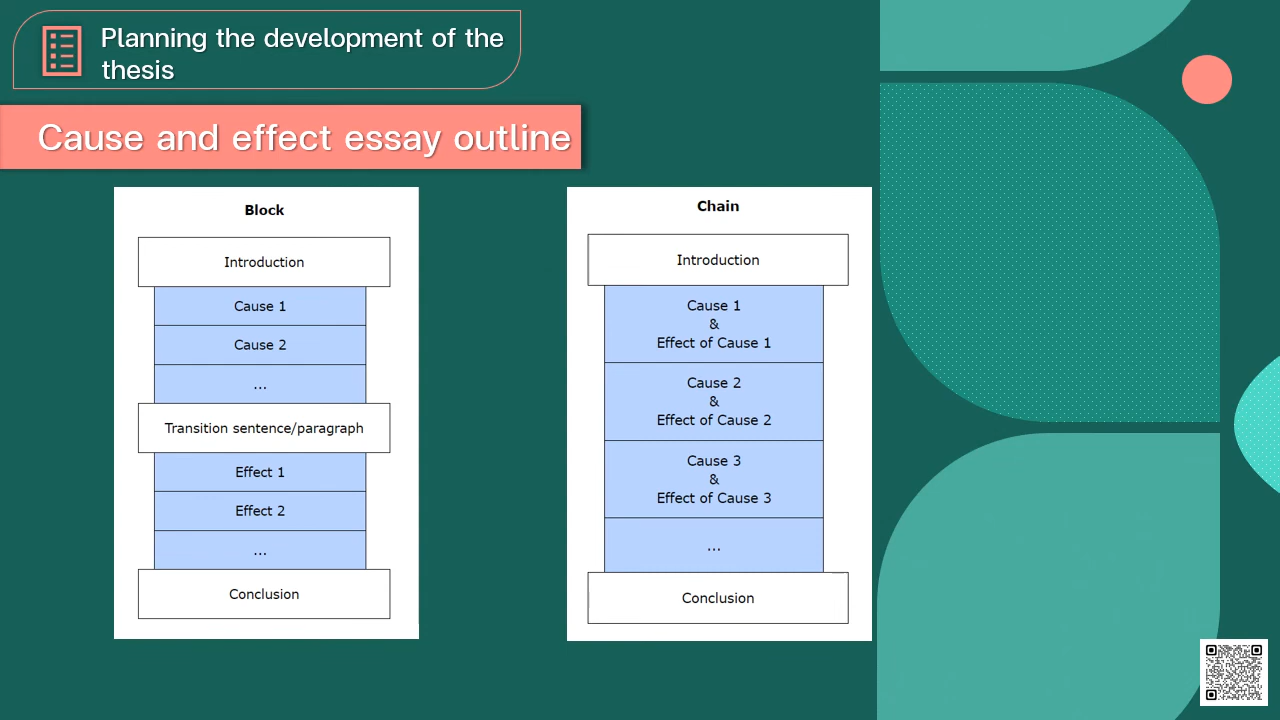 Planning the development of the
thesis
Cause and effect essay outline
Block
Introduction
Cause 1
Cause 2
...
Transition sentence/paragraph
Effect 1
Effect 2
...
Conclusion
Chain
Introduction
Cause 1
&
Effect of Cause 1
Cause 2
&
Effect of Cause 2
Cause 3
&
Effect of Cause 3
...
Conclusion